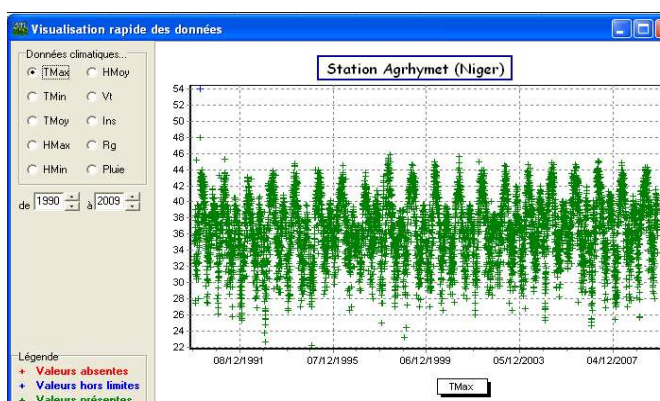 Visualisation rapide des données
Données climatiques...
TMax HMoy
TMin Vt
TMoy Ins
HMax Rg
HMin Pluie
de 1990 à 2009
Légende
+ Valeurs absentes
+ Valeurs hors limites
+ Valeurs présentes
Station Agrhymet (Niger)
54
52
50
48
46
44
42
40
38
36
34
32
30
28
26
24
22
08/12/1991 07/12/1995 06/12/1999 05/12/2003 04/12/2007
TMax